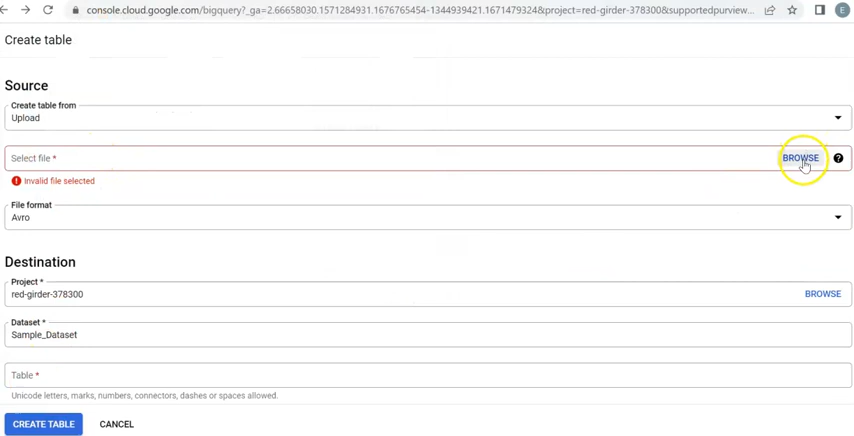 console.cloud.google.com/bigquery?_ga=2.66658030.1571284931.1676765454-1344939421.1671479324&project=red-girder-378300&supportedpurview...
E
Create table
Source
Create table from
Upload
Select file *
BROWSE
Invalid file selected
File format
Avro
Destination
Project *
red-girder-378300
BROWSE
Dataset *
Sample_Dataset
Table *
Unicode letters, marks, numbers, connectors, dashes or spaces allowed.
CREATE TABLE
CANCEL